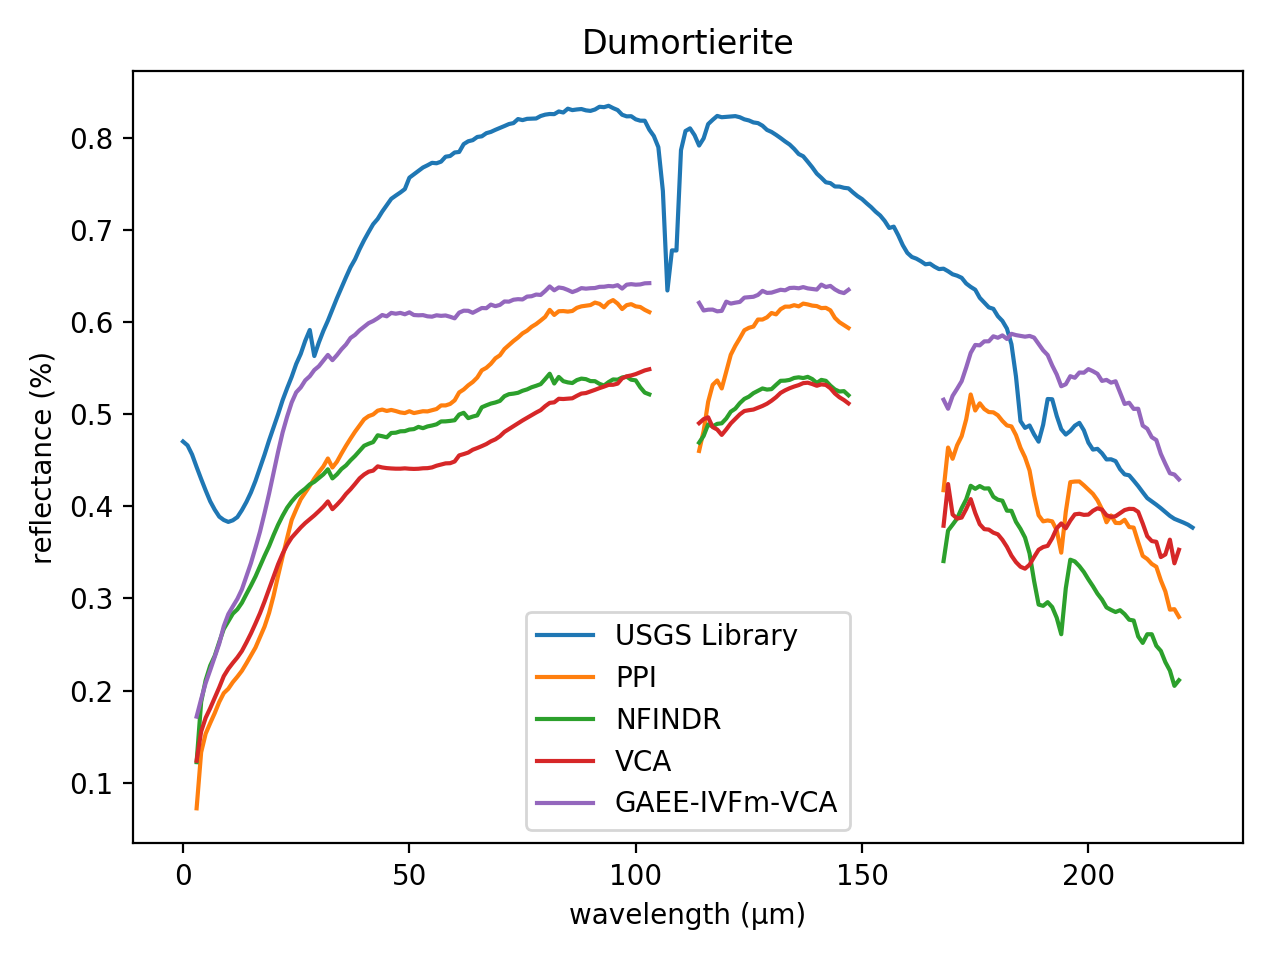 Dumortierite
reflectance (%)
0.8
0.7
0.6
0.5
0.4
0.3
0.2
0.1
USGS Library
PPI
NFINDR
VCA
GAEE-IVFm-VCA
0 50 100 150 200
wavelength (μm)